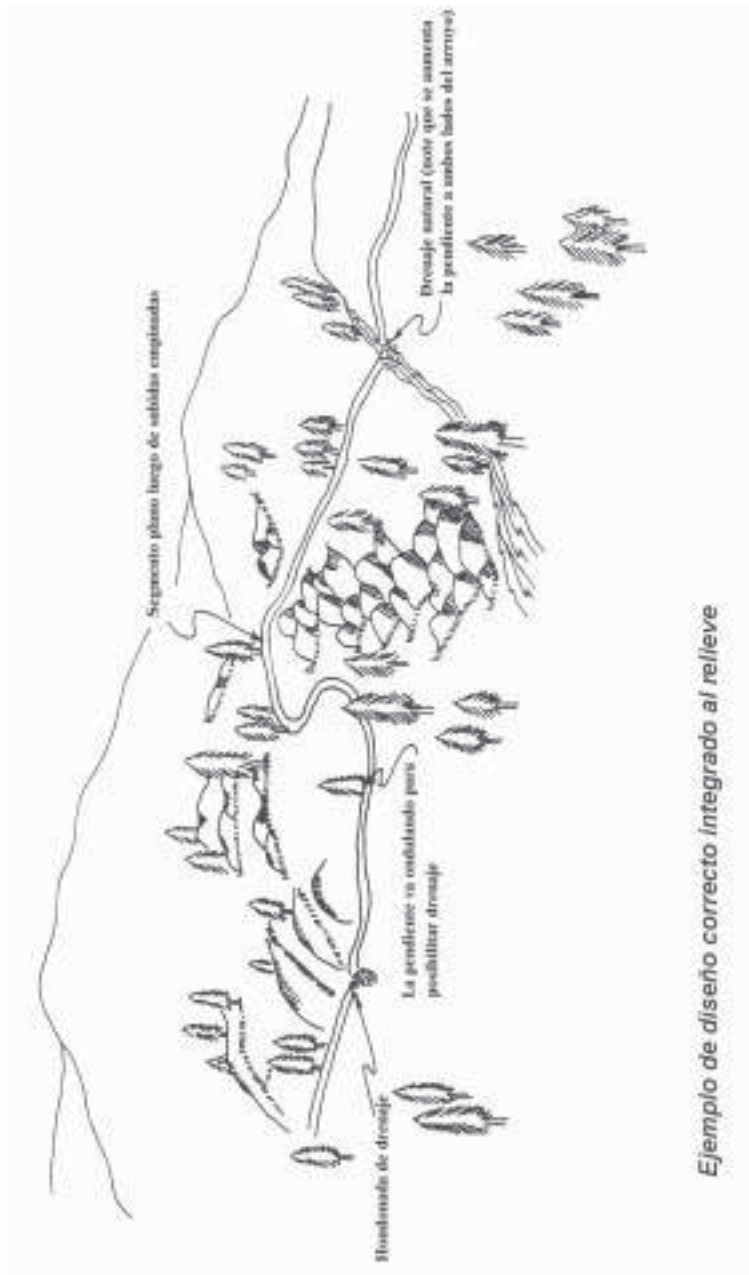 Segmento plano luego de subidas empinadas
Drenaje natural (note que se aumenta
la pendiente a ambos lados del arroyo)
La pendiente va ondulando para
posibilitar drenaje
Hondonada de drenaje
Ejemplo de diseño correcto integrado al relieve